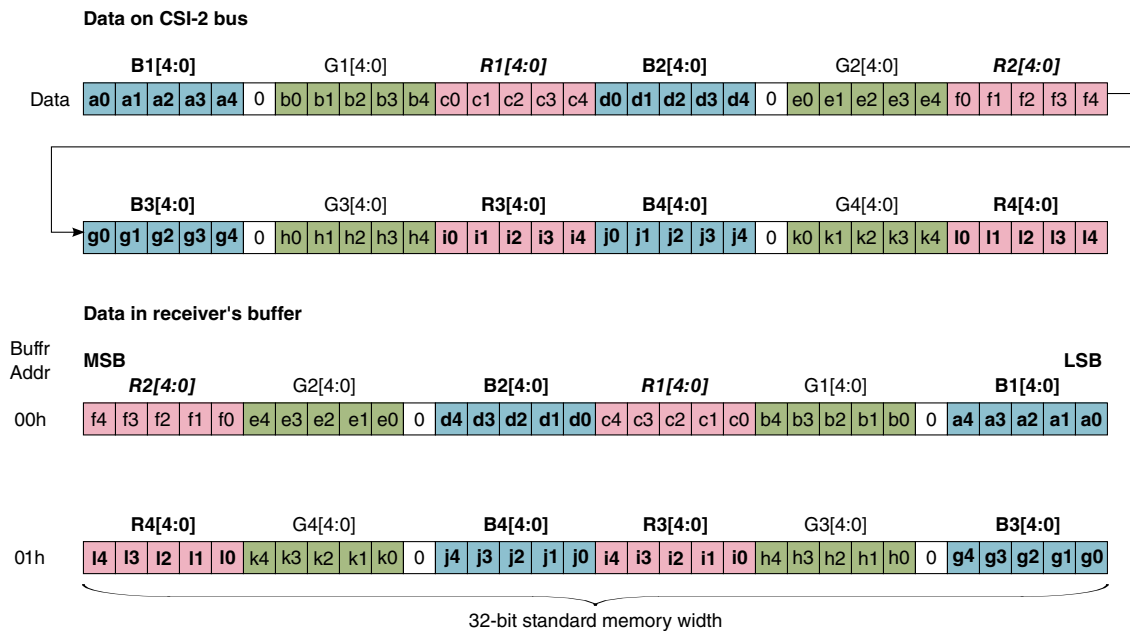 Data on CSI-2 bus
B1[4:0] G1[4:0] R1[4:0] B2[4:0] G2[4:0] R2[4:0]
Data a0 a1 a2 a3 a4 0 b0 b1 b2 b3 b4 c0 c1 c2 c3 c4 d0 d1 d2 d3 d4 0 e0 e1 e2 e3 e4 f0 f1 f2 f3 f4
B3[4:0] G3[4:0] R3[4:0] B4[4:0] G4[4:0] R4[4:0]
g0 g1 g2 g3 g4 0 h0 h1 h2 h3 h4 i0 i1 i2 i3 i4 j0 j1 j2 j3 j4 0 k0 k1 k2 k3 k4 l0 l1 l2 l3 l4
Data in receiver's buffer
Buffr
Addr
MSB LSB
R2[4:0] G2[4:0] B2[4:0] R1[4:0] G1[4:0] B1[4:0]
00h f4 f3 f2 f1 f0 e4 e3 e2 e1 e0 0 d4 d3 d2 d1 d0 c4 c3 c2 c1 c0 b4 b3 b2 b1 b0 0 a4 a3 a2 a1 a0
R4[4:0] G4[4:0] B4[4:0] R3[4:0] G3[4:0] B3[4:0]
01h l4 l3 l2 l1 l0 k4 k3 k2 k1 k0 0 j4 j3 j2 j1 j0 i4 i3 i2 i1 i0 h4 h3 h2 h1 h0 0 g4 g3 g2 g1 g0
32-bit standard memory width